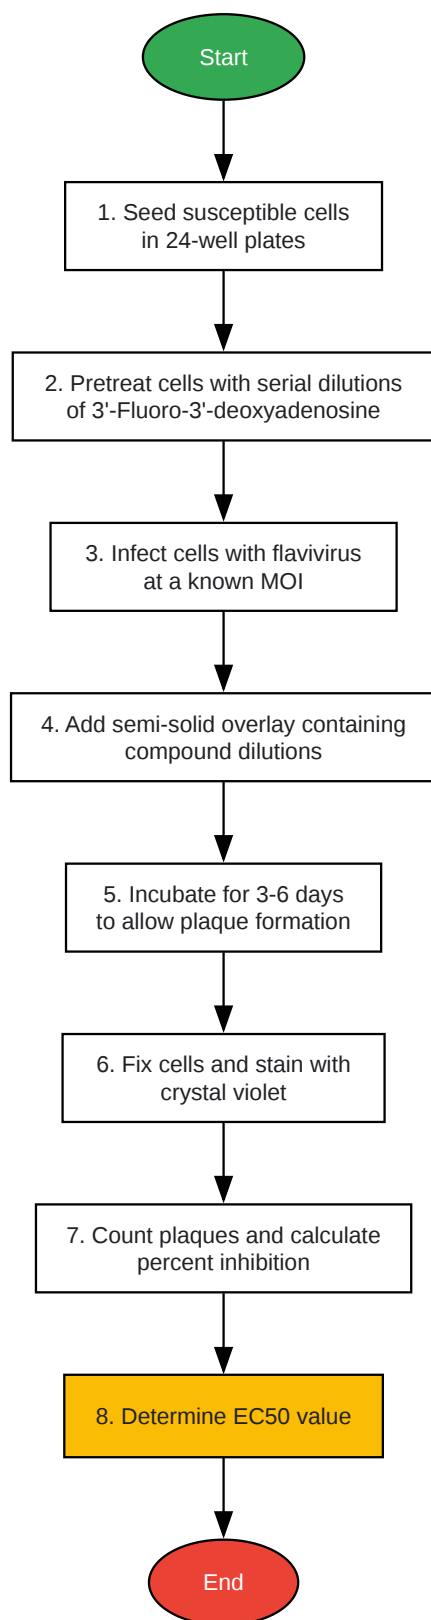 Start
1. Seed susceptible cells
in 24-well plates
2. Pretreat cells with serial dilutions
of 3'-Fluoro-3'-deoxyadenosine
3. Infect cells with flavivirus
at a known MOI
4. Add semi-solid overlay containing
compound dilutions
5. Incubate for 3-6 days
to allow plaque formation
6. Fix cells and stain with
crystal violet
7. Count plaques and calculate
percent inhibition
8. Determine EC50 value
End